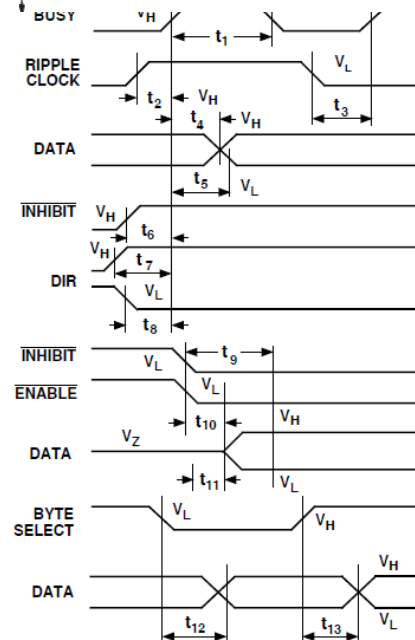 BUSY VH
t1
RIPPLE CLOCK VL
t2 VH
t3
t4 VH
DATA
t5 VL
INHIBIT VH
t6
VH
t7
DIR
VL
t8
INHIBIT t9
VL
ENABLE VL
t10 VH
VZ
DATA
t11 VL
BYTE SELECT VL VH
DATA VH
t12 t13 VL